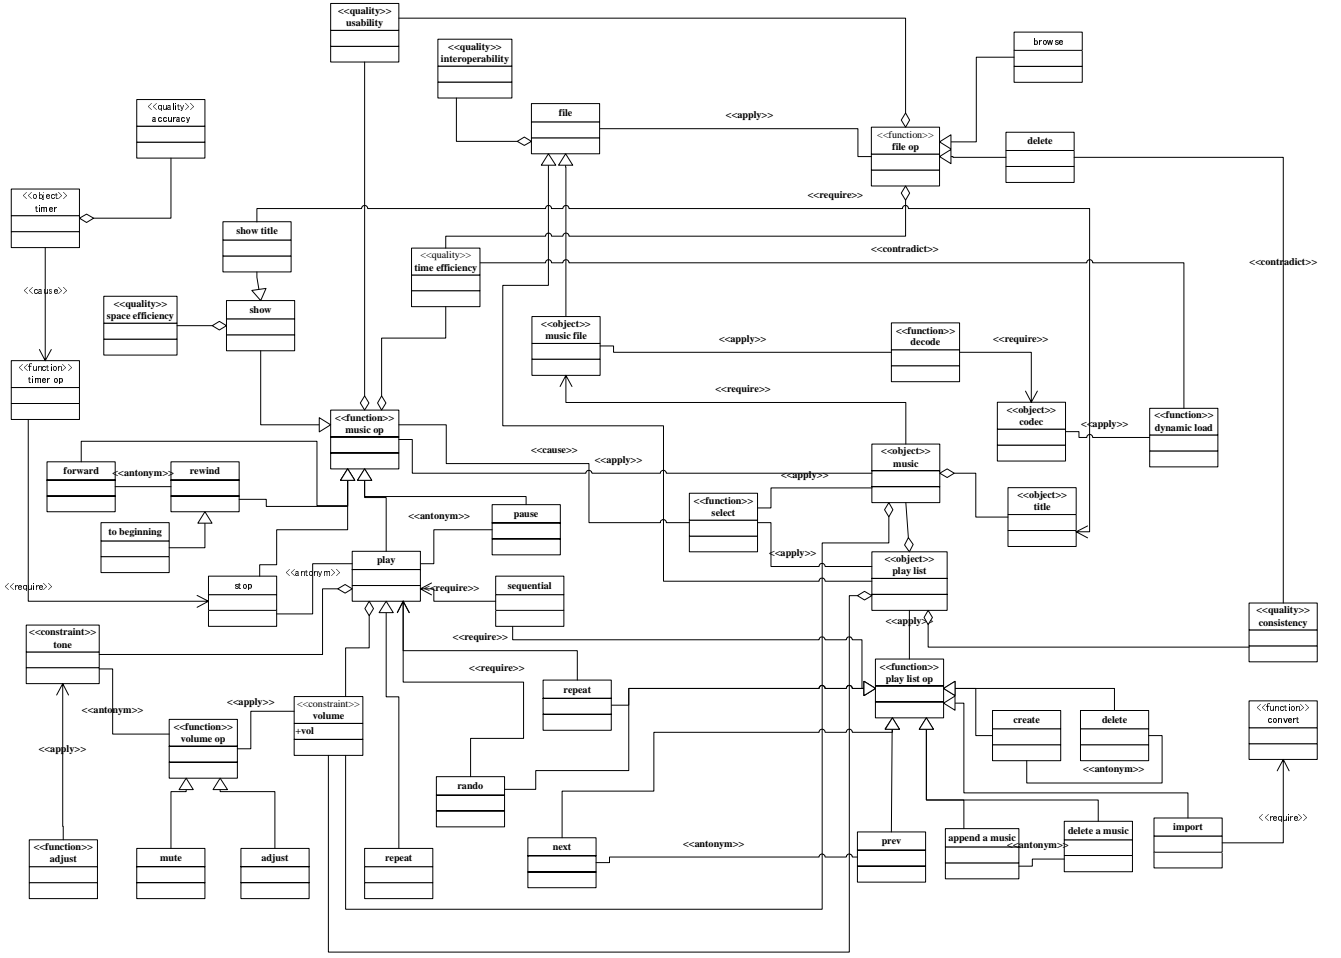 <<quality>>
usability
<<quality>>
interoperability
browse
<<quality>>
accuracy
file
<<apply>>
<<function>>
file op
delete
<<object>>
timer
<<require>>
show title
<<quality>>
time efficiency
<<contradict>>
<<contradict>>
<<cause>>
<<quality>>
space efficiency
show
<<object>>
music file
<<apply>>
<<function>>
decode
<<require>>
<<function>>
timer op
<<require>>
<<function>>
music op
<<object>>
codec
<<apply>>
<<function>>
dynamic load
<<cause>>
<<apply>>
<<object>>
music
forward
<<antonym>>
rewind
<<apply>>
<<function>>
select
<<object>>
title
to beginning
<<antonym>>
pause
play
<<apply>>
<<object>>
play list
<<require>>
stop
<<antonym>>
<<require>>
sequential
<<quality>>
consistency
<<apply>>
<<constraint>>
tone
<<require>>
<<require>>
<<function>>
play list op
repeat
<<antonym>>
<<apply>>
<<constraint>>
volume
+vol
<<function>>
volume op
create
delete
<<function>>
convert
<<apply>>
<<antonym>>
rando
<<require>>
<<function>>
adjust
mute
adjust
repeat
next
<<antonym>>
prev
append a music
<<antonym>>
delete a music
import